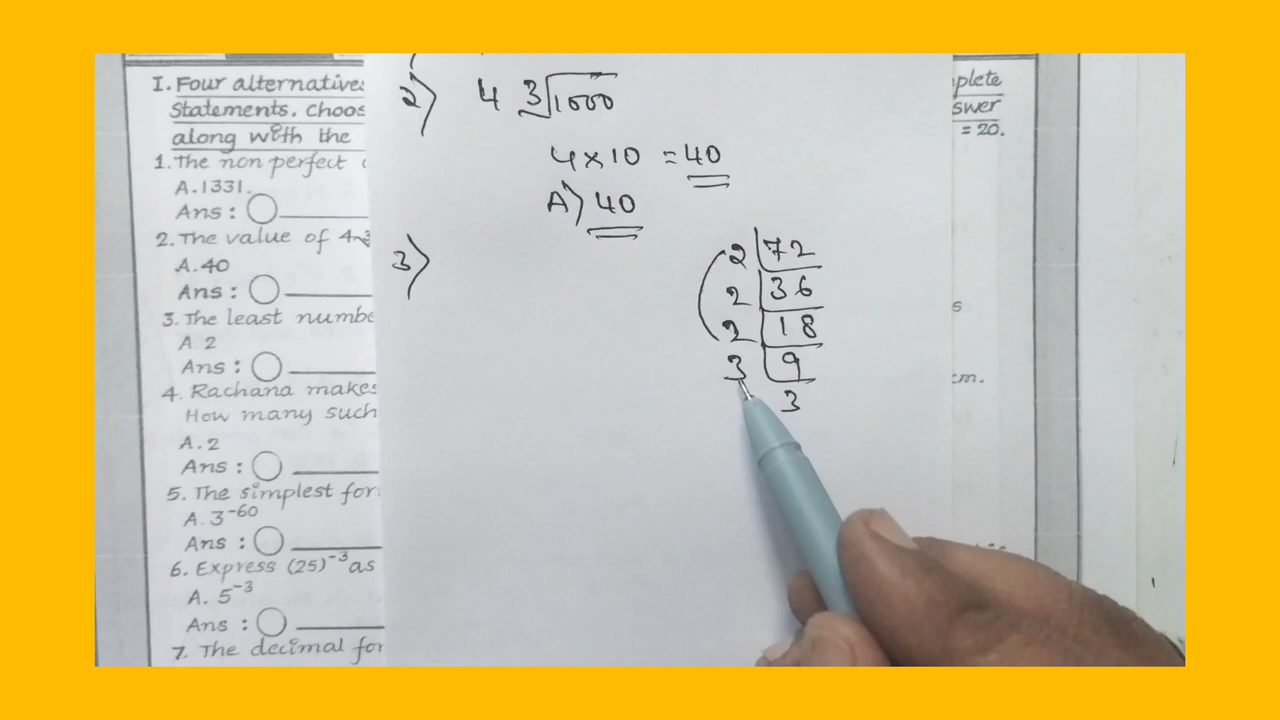 I. Four alternatives
Statements. Choos
along with the
1. The non perfect
A. 1331.
Ans :
2. The value of 4 3
A. 40
Ans :
3. The least numbe
A. 2
Ans :
4. Rachana makes
How many such
A. 2
Ans :
5. The simplest for
A. 3⁻⁶⁰
Ans :
6. Express (25)⁻³ as
A. 5⁻³
Ans :
7. The decimal for
2) 4 ∛1000
4 × 10 = 40
A) 40
3)
2 | 72
2 | 36
2 | 18
3 | 9
3
plete
swer
= 20.
s
cm.